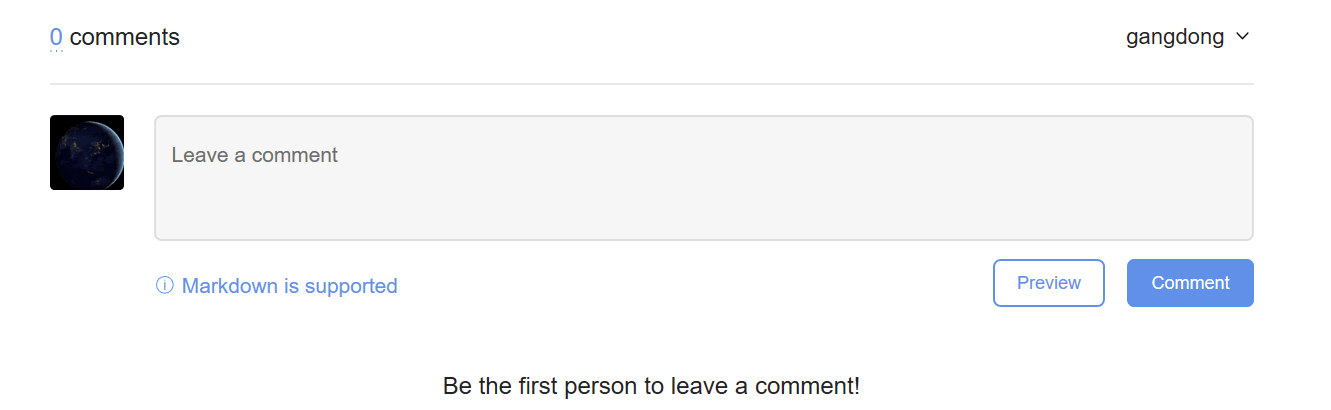 0 comments
gangdong
Leave a comment
Markdown is supported
Preview
Comment
Be the first person to leave a comment!